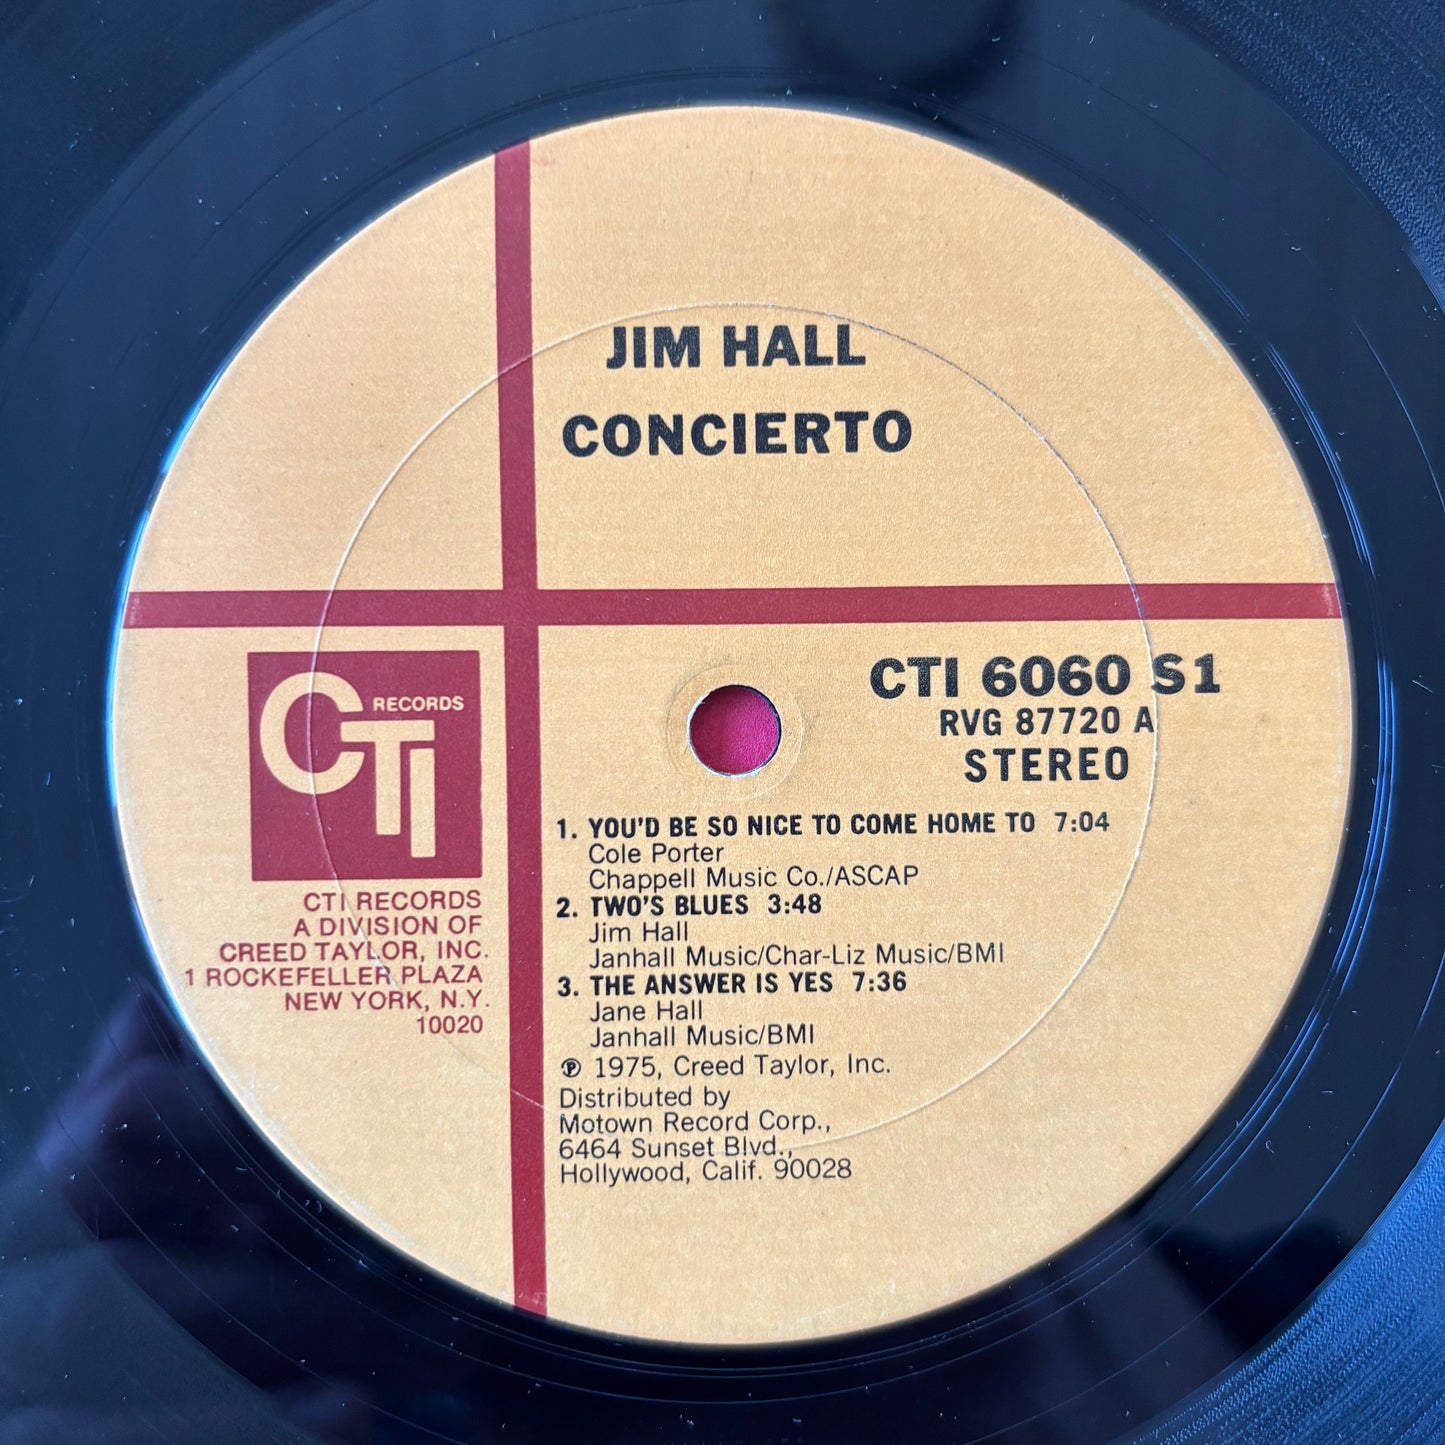 JIM HALL
CONCIERTO
CTI RECORDS
CTI RECORDS
A DIVISION OF
CREED TAYLOR, INC.
1 ROCKEFELLER PLAZA
NEW YORK, N.Y.
10020
CTI 6060 S1
RVG 87720 A
STEREO
1. YOU'D BE SO NICE TO COME HOME TO 7:04
Cole Porter
Chappell Music Co./ASCAP
2. TWO'S BLUES 3:48
Jim Hall
Janhall Music/Char-Liz Music/BMI
3. THE ANSWER IS YES 7:36
Jane Hall
Janhall Music/BMI
℗ 1975, Creed Taylor, Inc.
Distributed by
Motown Record Corp.,
6464 Sunset Blvd.,
Hollywood, Calif. 90028